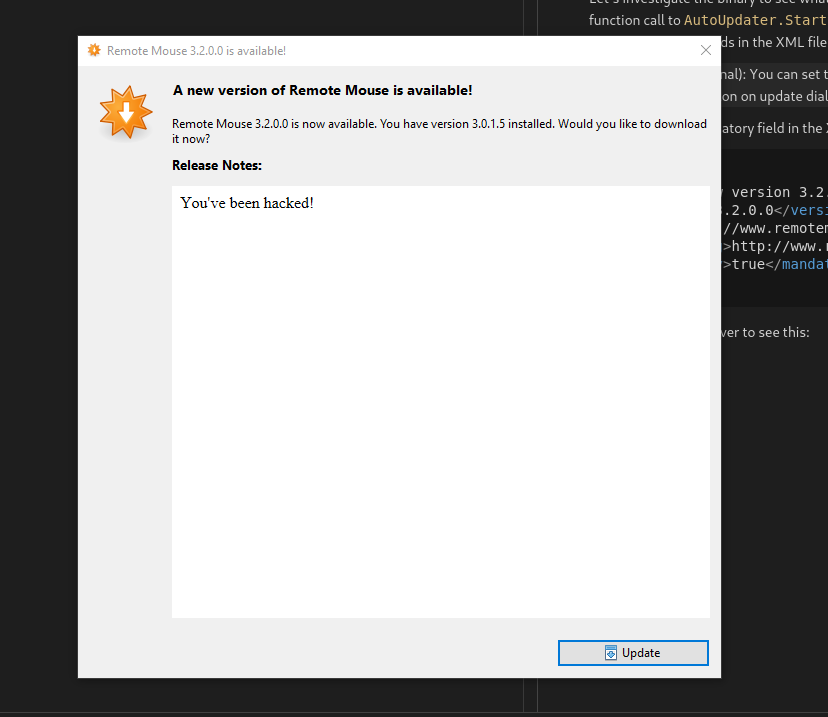 Let's investigate the binary to see what
function call to AutoUpdater.Start
ds in the XML file
Remote Mouse 3.2.0.0 is available!
A new version of Remote Mouse is available!
Remote Mouse 3.2.0.0 is now available. You have version 3.0.1.5 installed. Would you like to download
it now?
Release Notes:
You've been hacked!
Update
nal): You can set t
on on update dial
atory field in the X
version 3.2.
.2.0.0</versi
//www.remotem
>http://www.r
>true</mandat
ver to see this: